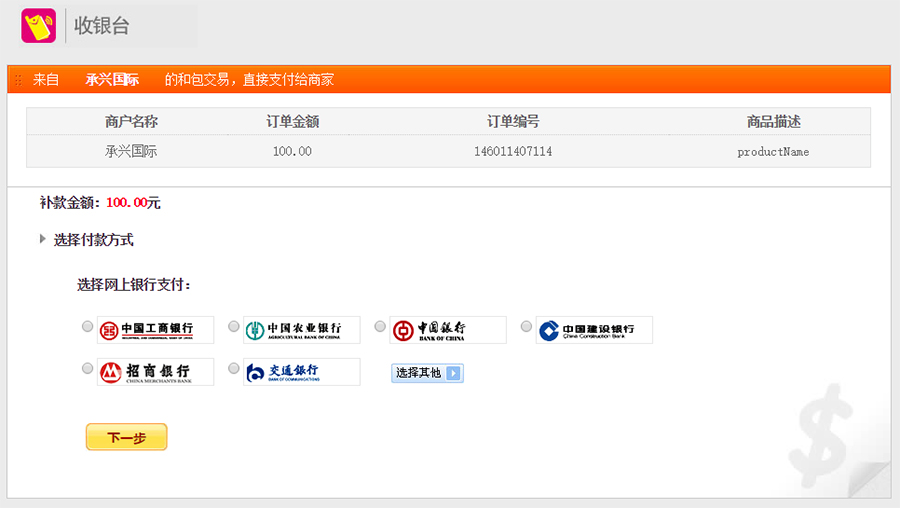 收银台
来自 承兴国际 的和包交易，直接支付给商家
商户名称 订单金额 订单编号 商品描述
承兴国际 100.00 146011407114 productName
补款金额：100.00元
选择付款方式
选择网上银行支付：
中国工商银行 中国农业银行 中国银行 中国建设银行
INDUSTRIAL AND COMMERCIAL BANK OF CHINA AGRICULTURAL BANK OF CHINA BANK OF CHINA China Construction Bank
招商银行 交通银行 选择其他
CHINA MERCHANTS BANK BANK OF COMMUNICATIONS
下一步